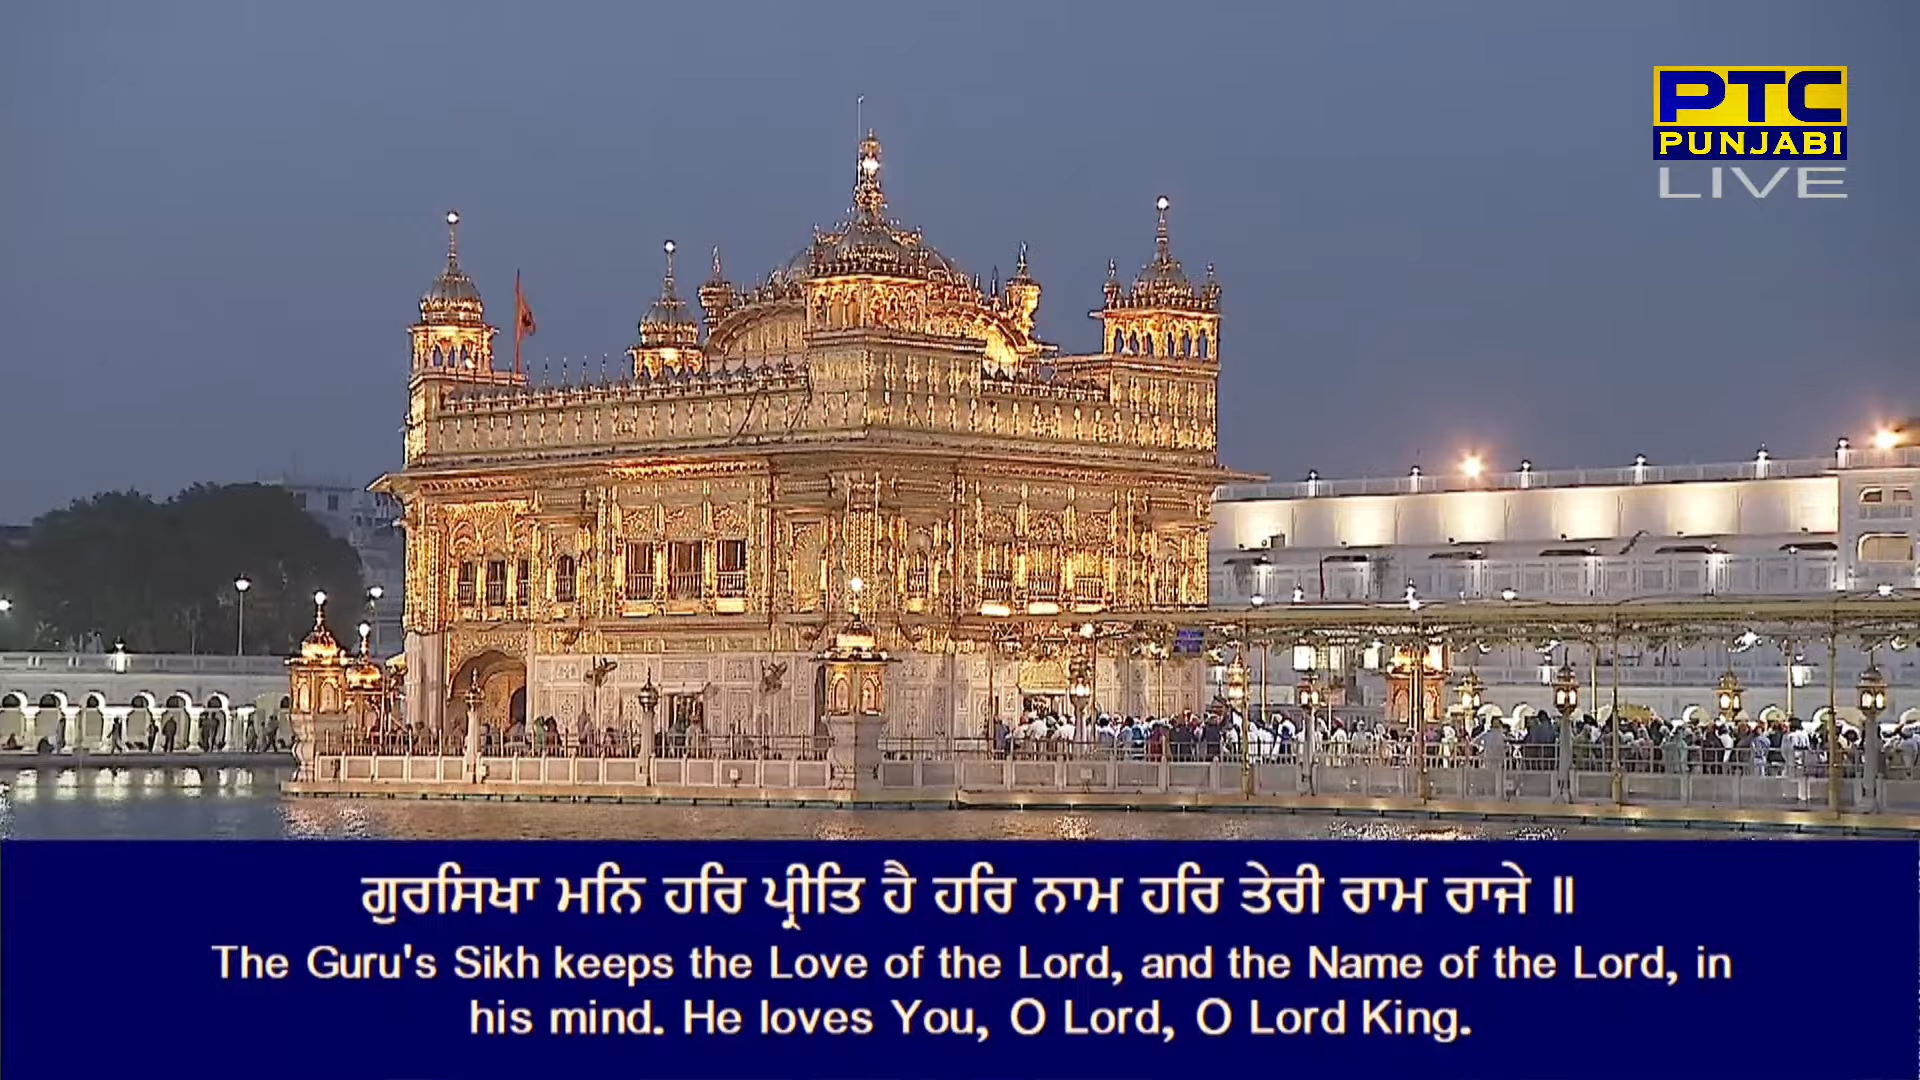 PTC
PUNJABI
LIVE
ਗੁਰਸਿਖਾ ਮਨਿ ਹਰਿ ਪ੍ਰੀਤਿ ਹੈ ਹਰਿ ਨਾਮ ਹਰਿ ਤੇਰੀ ਰਾਮ ਰਾਜੇ ॥
The Guru's Sikh keeps the Love of the Lord, and the Name of the Lord, in
his mind. He loves You, O Lord, O Lord King.